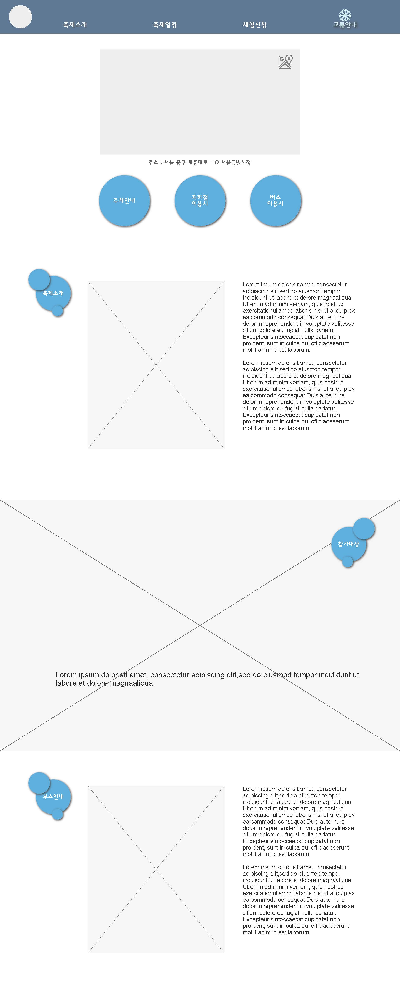 축제소개
축제일정
체험신청
교통안내
G
주소 : 서울 중구 세종대로 110 서울특별시청
주차안내
지하철
이용시
버스
이용시
축제소개
Lorem ipsum dolor sit amet, consectetur
adipiscing elit,sed do eiusmod tempor
incididunt ut labore et dolore magnaaliqua.
Ut enim ad minim veniam, quis nostrud
exercitationullamco laboris nisi ut aliquip ex
ea commodo consequat.Duis aute irure
dolor in reprehenderit in voluptate velitesse
cillum dolore eu fugiat nulla pariatur.
Excepteur sintoccaecat cupidatat non
proident, sunt in culpa qui officiadeserunt
mollit anim id est laborum.
Lorem ipsum dolor sit amet, consectetur
adipiscing elit,sed do eiusmod tempor
incididunt ut labore et dolore magnaaliqua.
Ut enim ad minim veniam, quis nostrud
exercitationullamco laboris nisi ut aliquip ex
ea commodo consequat.Duis aute irure
dolor in reprehenderit in voluptate velitesse
cillum dolore eu fugiat nulla pariatur.
Excepteur sintoccaecat cupidatat non
proident, sunt in culpa qui officiadeserunt
mollit anim id est laborum.
참가대상
Lorem ipsum dolor sit amet, consectetur adipiscing elit,sed do eiusmod tempor incididunt ut
labore et dolore magnaaliqua.
부스안내
Lorem ipsum dolor sit amet, consectetur
adipiscing elit,sed do eiusmod tempor
incididunt ut labore et dolore magnaaliqua.
Ut enim ad minim veniam, quis nostrud
exercitationullamco laboris nisi ut aliquip ex
ea commodo consequat.Duis aute irure
dolor in reprehenderit in voluptate velitesse
cillum dolore eu fugiat nulla pariatur.
Excepteur sintoccaecat cupidatat non
proident, sunt in culpa qui officiadeserunt
mollit anim id est laborum.
Lorem ipsum dolor sit amet, consectetur
adipiscing elit,sed do eiusmod tempor
incididunt ut labore et dolore magnaaliqua.
Ut enim ad minim veniam, quis nostrud
exercitationullamco laboris nisi ut aliquip ex
ea commodo consequat.Duis aute irure
dolor in reprehenderit in voluptate velitesse
cillum dolore eu fugiat nulla pariatur.
Excepteur sintoccaecat cupidatat non
proident, sunt in culpa qui officiadeserunt
mollit anim id est laborum.